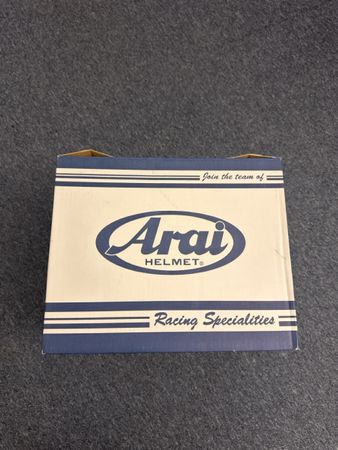 Join the team of
Arai
HELMET®
Racing Specialities